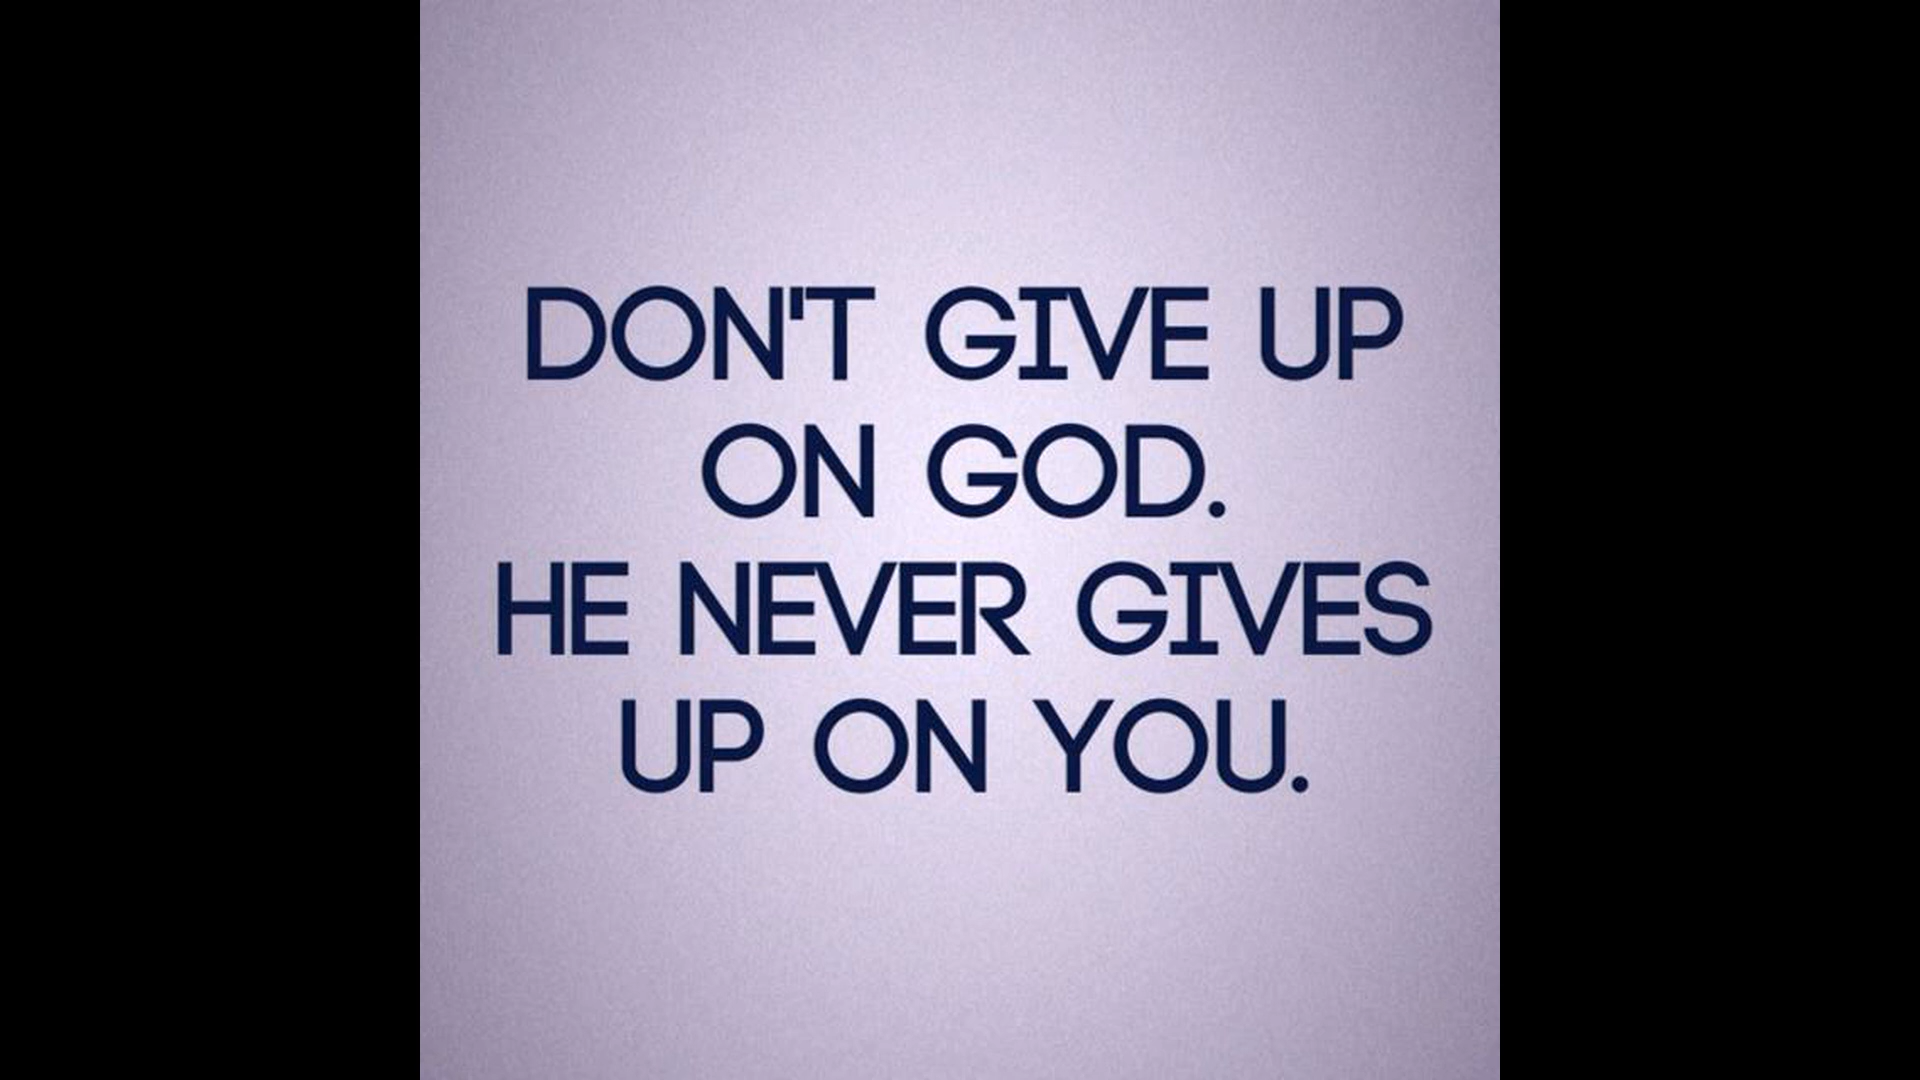 DON'T GIVE UP
ON GOD.
HE NEVER GIVES
UP ON YOU.